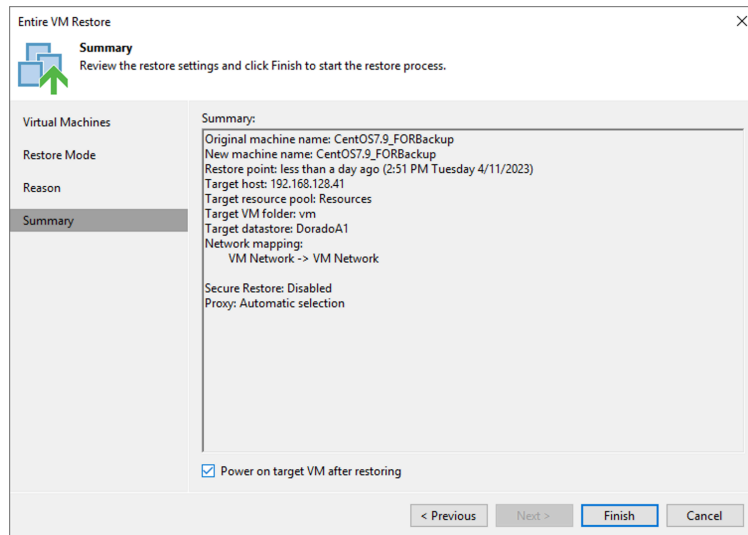 Entire VM Restore
Summary
Review the restore settings and click Finish to start the restore process.
Virtual Machines
Restore Mode
Reason
Summary
Summary:
Original machine name: CentOS7.9_FORBackup
New machine name: CentOS7.9_FORBackup
Restore point: less than a day ago (2:51 PM Tuesday 4/11/2023)
Target host: 192.168.128.41
Target resource pool: Resources
Target VM folder: vm
Target datastore: DoradoA1
Network mapping:
VM Network -> VM Network
Secure Restore: Disabled
Proxy: Automatic selection
Power on target VM after restoring
< Previous
Next >
Finish
Cancel